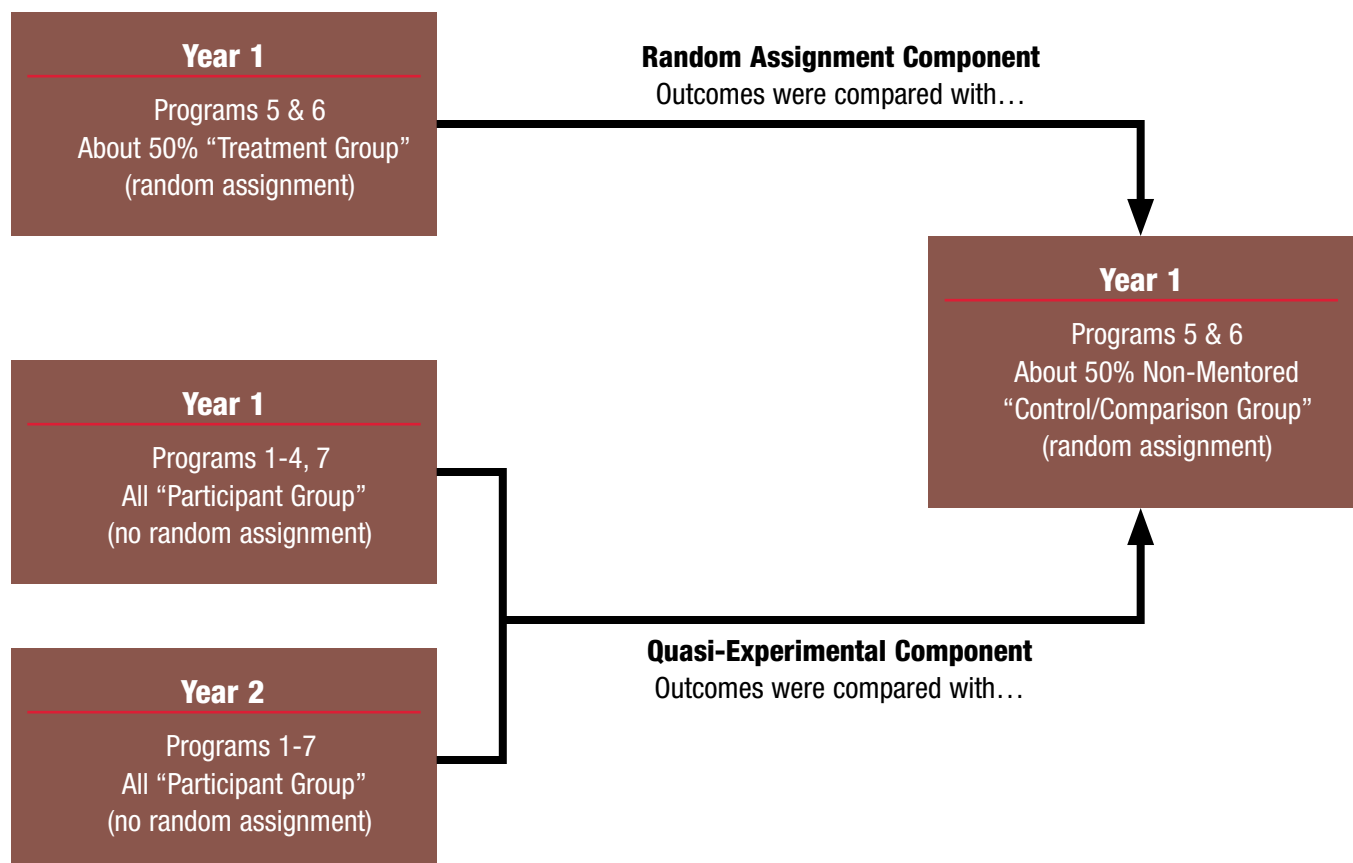 Year 1
Programs 5 & 6
About 50% “Treatment Group”
(random assignment)
Random Assignment Component
Outcomes were compared with…
Year 1
Programs 5 & 6
About 50% Non-Mentored
“Control/Comparison Group”
(random assignment)
Year 1
Programs 1-4, 7
All “Participant Group”
(no random assignment)
Quasi-Experimental Component
Outcomes were compared with…
Year 2
Programs 1-7
All “Participant Group”
(no random assignment)